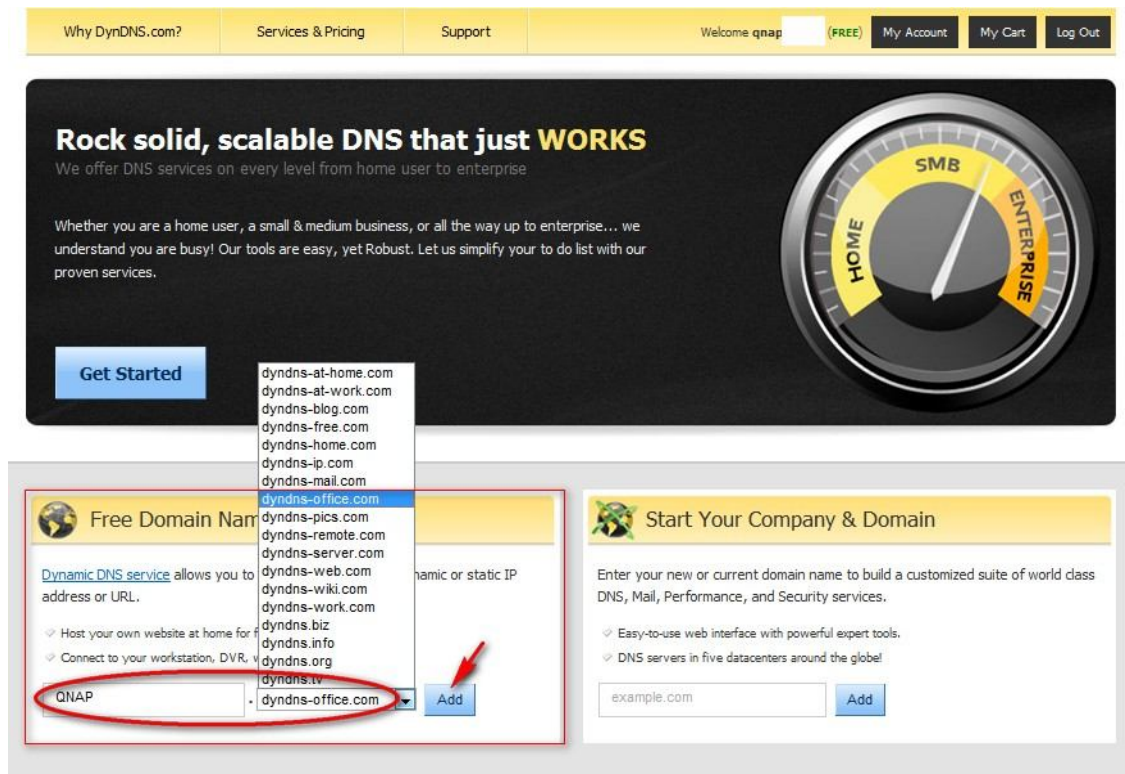 Why DynDNS.com?
Services & Pricing
Support
Welcome qnap
(FREE)
My Account
My Cart
Log Out
Rock solid, scalable DNS that just WORKS
We offer DNS services on every level from home user to enterprise
Whether you are a home user, a small & medium business, or all the way up to enterprise... we
understand you are busy! Our tools are easy, yet Robust. Let us simplify your to do list with our
proven services.
HOME
SMB
ENTERPRISE
Get Started
dyndns-at-home.com
dyndns-at-work.com
dyndns-blog.com
dyndns-free.com
dyndns-home.com
dyndns-ip.com
dyndns-mail.com
dyndns-office.com
dyndns-pics.com
dyndns-remote.com
dyndns-server.com
dyndns-web.com
dyndns-wiki.com
dyndns-work.com
dyndns.biz
dyndns.info
dyndns.org
dyndns.tv
Free Domain
Dynamic DNS service allows you to
static IP
address or URL.
Host your own website at home for
Connect to your workstation, DVR,
QNAP
. dyndns-office.com
Add
Start Your Company & Domain
Enter your new or current domain name to build a customized suite of world class
DNS, Mail, Performance, and Security services.
Easy-to-use web interface with powerful expert tools.
DNS servers in five datacenters around the globe!
example.com
Add